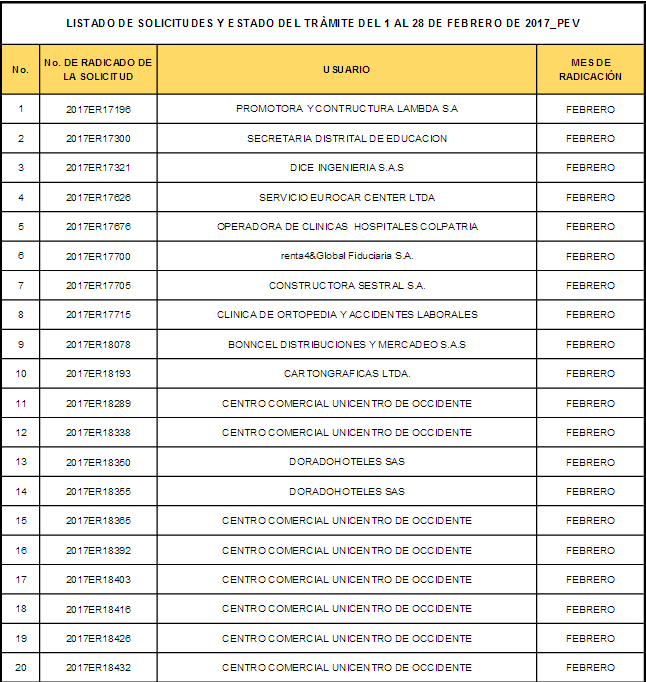 LISTADO DE SOLICITUDES Y ESTADO DEL TRÀMITE DEL 1 AL 28 DE FEBRERO DE 2017_PEV
No. No. DE RADICADO DE LA SOLICITUD USUARIO MES DE RADICACIÓN
1 2017ER17196 PROMOTORA Y CONTRUCTURA LAMBDA S.A FEBRERO
2 2017ER17300 SECRETARIA DISTRITAL DE EDUCACION FEBRERO
3 2017ER17321 DICE INGENIERIA S.A.S FEBRERO
4 2017ER17626 SERVICIO EUROCAR CENTER LTDA FEBRERO
5 2017ER17676 OPERADORA DE CLINICAS HOSPITALES COLPATRIA FEBRERO
6 2017ER17700 renta4&Global Fiduciaria S.A. FEBRERO
7 2017ER17705 CONSTRUCTORA SESTRAL S.A. FEBRERO
8 2017ER17715 CLINICA DE ORTOPEDIA Y ACCIDENTES LABORALES FEBRERO
9 2017ER18078 BONNCEL DISTRIBUCIONES Y MERCADEO S.A.S FEBRERO
10 2017ER18193 CARTONGRAFICAS LTDA. FEBRERO
11 2017ER18289 CENTRO COMERCIAL UNICENTRO DE OCCIDENTE FEBRERO
12 2017ER18338 CENTRO COMERCIAL UNICENTRO DE OCCIDENTE FEBRERO
13 2017ER18350 DORADOHOTELES SAS FEBRERO
14 2017ER18355 DORADOHOTELES SAS FEBRERO
15 2017ER18365 CENTRO COMERCIAL UNICENTRO DE OCCIDENTE FEBRERO
16 2017ER18392 CENTRO COMERCIAL UNICENTRO DE OCCIDENTE FEBRERO
17 2017ER18403 CENTRO COMERCIAL UNICENTRO DE OCCIDENTE FEBRERO
18 2017ER18416 CENTRO COMERCIAL UNICENTRO DE OCCIDENTE FEBRERO
19 2017ER18426 CENTRO COMERCIAL UNICENTRO DE OCCIDENTE FEBRERO
20 2017ER18432 CENTRO COMERCIAL UNICENTRO DE OCCIDENTE FEBRERO